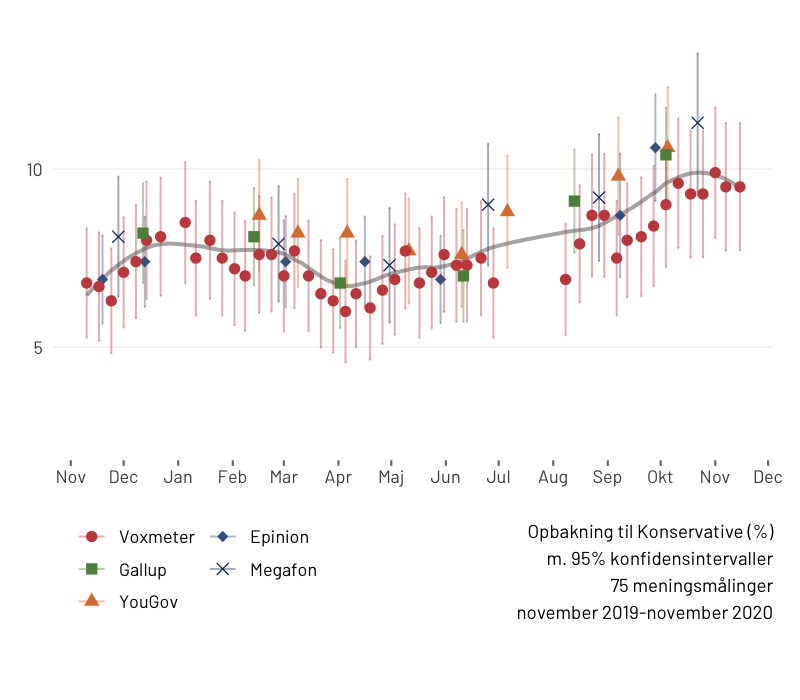 10
5
Nov Dec Jan Feb Mar Apr Maj Jun Jul Aug Sep Okt Nov Dec
Voxmeter Epinion
Gallup Megafon
YouGov
Opbakning til Konservative (%)
m. 95% konfidensintervaller
75 meningsmålinger
november 2019-november 2020